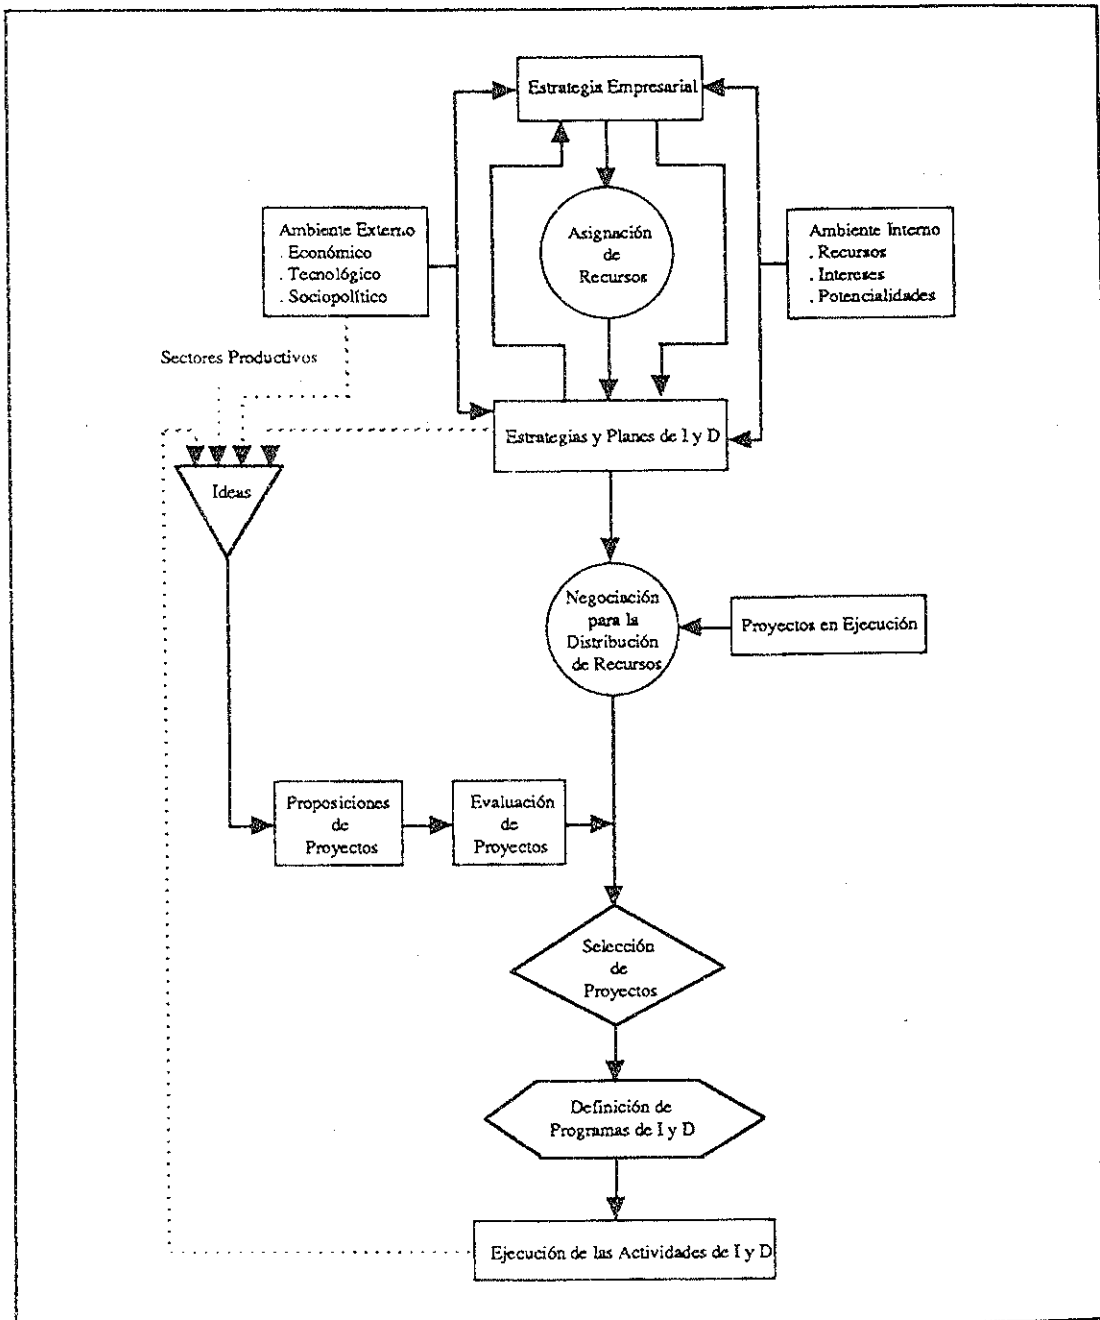 Estrategia Empresarial
Asignación
de
Recursos
Ambiente Externo
. Económico
. Tecnológico
. Sociopolítico
Ambiente Interno
. Recursos
. Intereses
. Potencialidades
Sectores Productivos
Estrategias y Planes de I y D
Ideas
Negociación
para la
Distribución
de Recursos
Proyectos en Ejecución
Proposiciones
de
Proyectos
Evaluación
de
Proyectos
Selección
de
Proyectos
Definición de
Programas de I y D
Ejecución de las Actividades de I y D